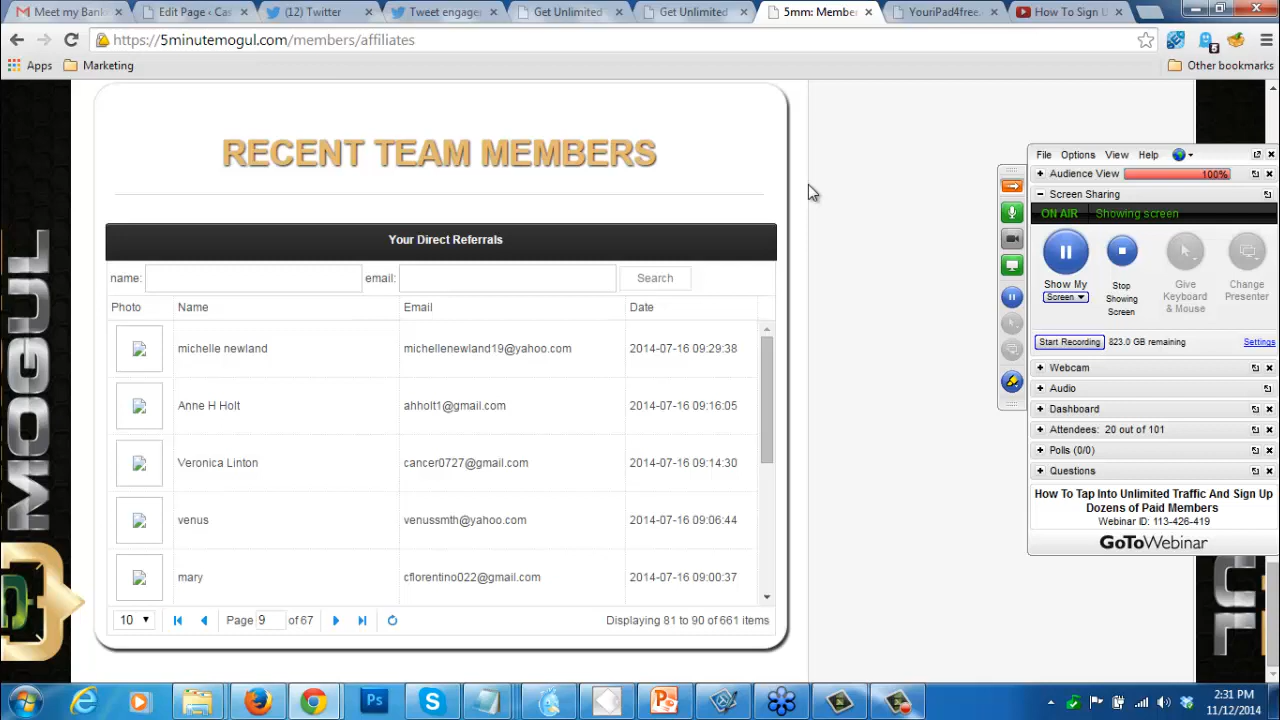 Meet my Bank
Edit Page ‹ Cas
(12) Twitter
Tweet engage
Get Unlimited
Get Unlimited
5mm: Membe
YouriPad4free.
How To Sign U
https://5minutemogul.com/members/affiliates
5
Apps
Marketing
Other bookmarks
RECENT TEAM MEMBERS
Your Direct Referrals
name:
email:
Search
Photo
Name
Email
Date
michelle newland
michellenewland19@yahoo.com
2014-07-16 09:29:38
Anne H Holt
ahholt1@gmail.com
2014-07-16 09:16:05
Veronica Linton
cancer0727@gmail.com
2014-07-16 09:14:30
venus
venussmth@yahoo.com
2014-07-16 09:06:44
mary
cflorentino022@gmail.com
2014-07-16 09:00:37
10
Page 9 of 67
Displaying 81 to 90 of 661 items
MOGUL
File Options View Help
Audience View 100%
Screen Sharing
ON AIR Showing screen
Show My
Screen
Stop
Showing
Screen
Give
Keyboard
& Mouse
Change
Presenter
Start Recording 823.0 GB remaining Settings
Webcam
Audio
Dashboard
Attendees: 20 out of 101
Polls (0/0)
Questions
How To Tap Into Unlimited Traffic And Sign Up
Dozens of Paid Members
Webinar ID: 113-426-419
GoToWebinar
Ps
2:31 PM
11/12/2014